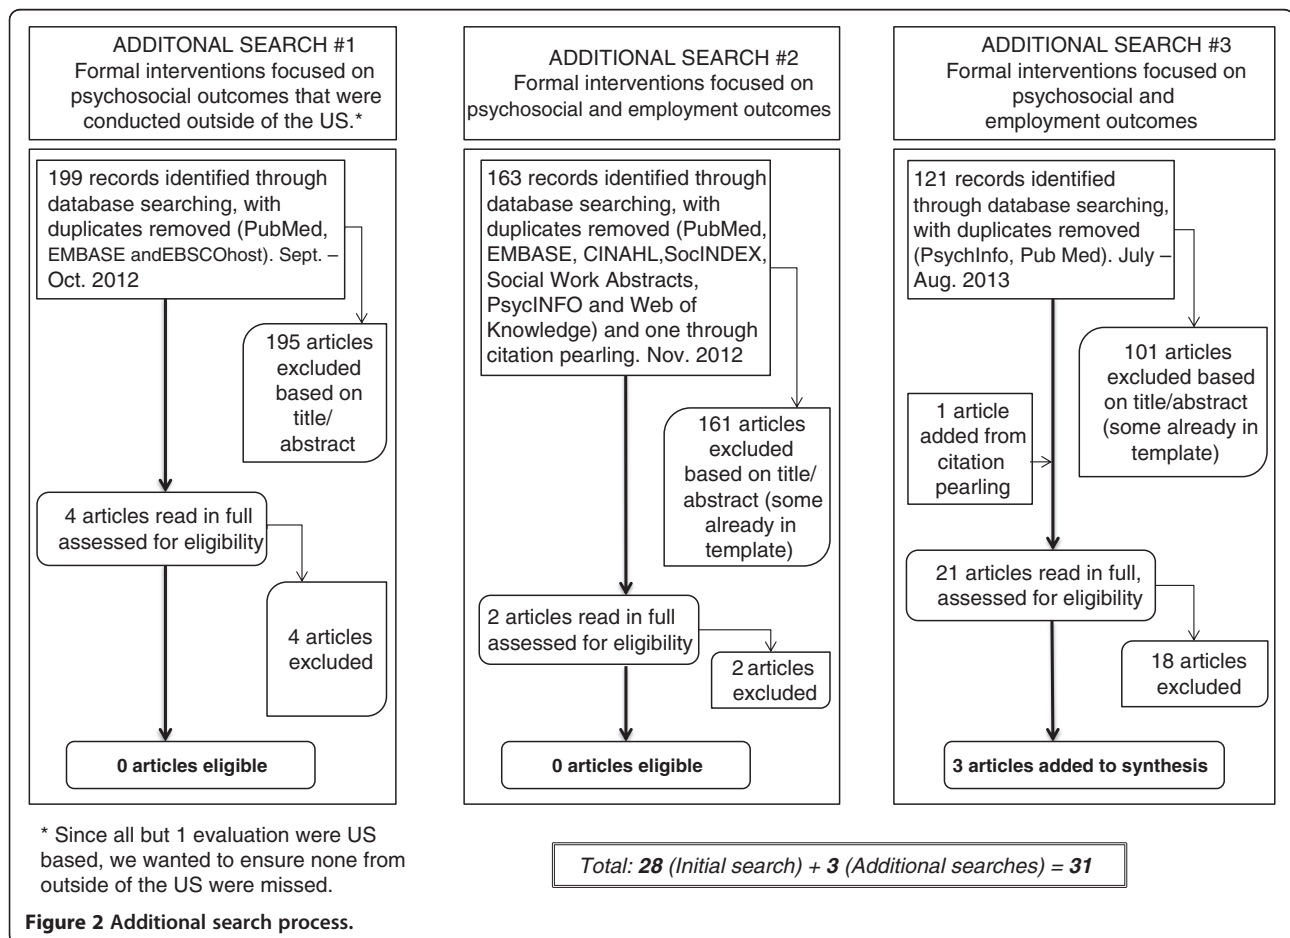 ADDITONAL SEARCH #1
Formal interventions focused on
psychosocial outcomes that were
conducted outside of the US.*
199 records identified through
database searching, with
duplicates removed (PubMed,
EMBASE andEBSCOhost). Sept. –
Oct. 2012
195 articles
excluded
based on
title/
abstract
4 articles read in full
assessed for eligibility
4 articles
excluded
0 articles eligible
* Since all but 1 evaluation were US
based, we wanted to ensure none from
outside of the US were missed.
ADDITIONAL SEARCH #2
Formal interventions focused on
psychosocial and employment outcomes
163 records identified through
database searching, with
duplicates removed (PubMed,
EMBASE, CINAHL,SocINDEX,
Social Work Abstracts,
PsycINFO and Web of
Knowledge) and one through
citation pearling. Nov. 2012
161 articles
excluded
based on title/
abstract (some
already in
template)
2 articles read in full
assessed for eligibility
2 articles
excluded
0 articles eligible
ADDITIONAL SEARCH #3
Formal interventions focused on
psychosocial and
employment outcomes
121 records identified
through database searching,
with duplicates removed
(PsychInfo, Pub Med). July –
Aug. 2013
101 articles
excluded based
on title/abstract
(some already in
template)
1 article
added from
citation
pearling
21 articles read in full,
assessed for eligibility
18 articles
excluded
3 articles added to synthesis
Total: 28 (Initial search) + 3 (Additional searches) = 31
Figure 2 Additional search process.